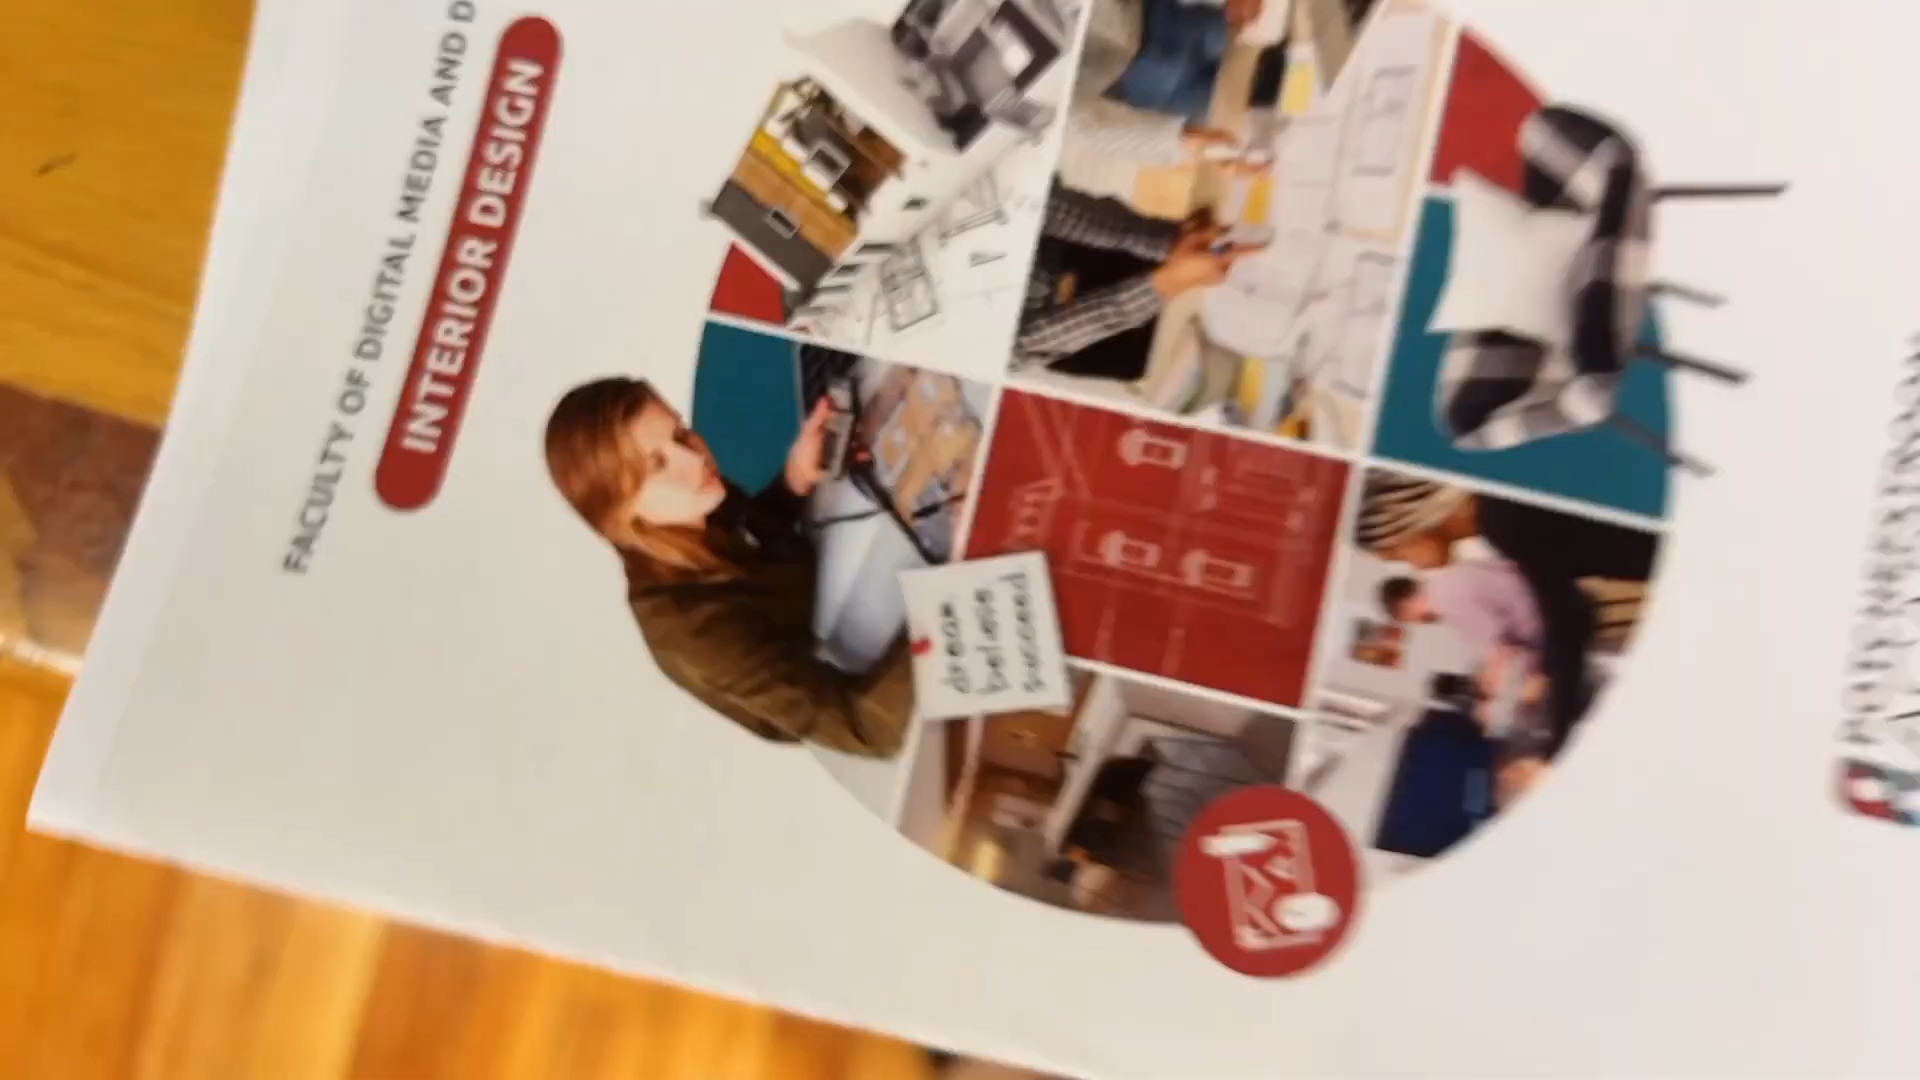 FACULTY OF DIGITAL MEDIA AND D
INTERIOR DESIGN
dream
believe
succeed